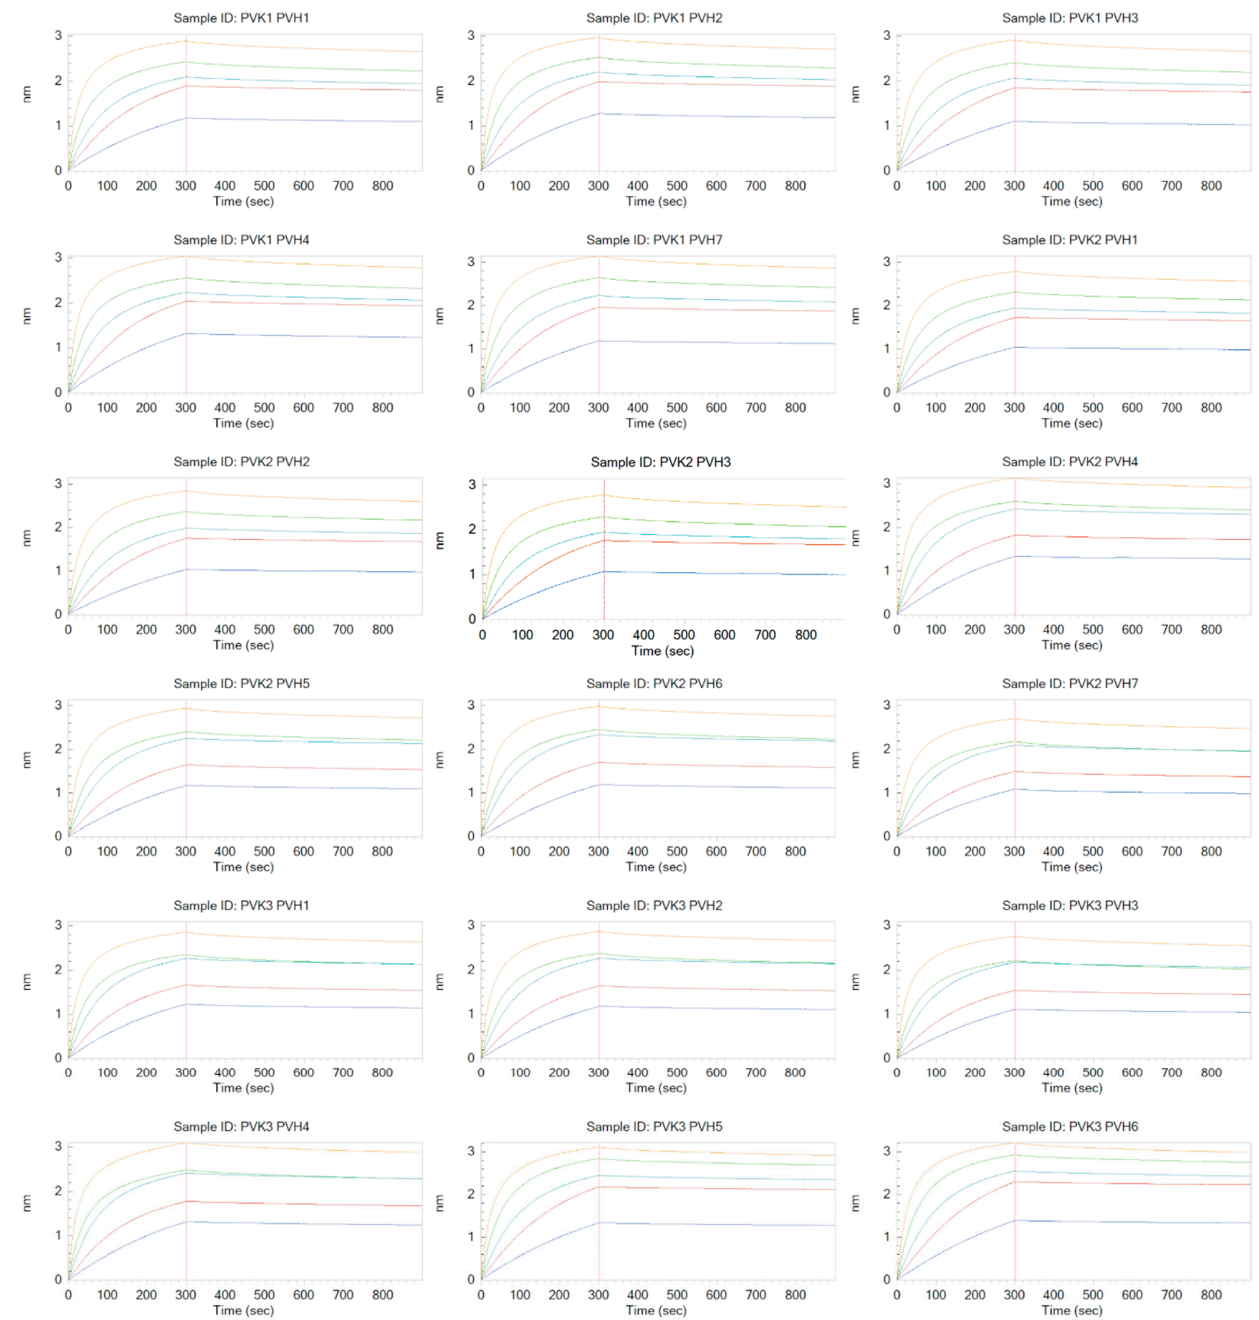 Sample ID: PVK1 PVH1
3
2
1
0
nm
0 100 200 300 400 500 600 700 800
Time (sec)
Sample ID: PVK1 PVH2
3
2
1
0
nm
0 100 200 300 400 500 600 700 800
Time (sec)
Sample ID: PVK1 PVH3
3
2
1
0
nm
0 100 200 300 400 500 600 700 800
Time (sec)
Sample ID: PVK1 PVH4
3
2
1
0
nm
0 100 200 300 400 500 600 700 800
Time (sec)
Sample ID: PVK1 PVH7
3
2
1
0
nm
0 100 200 300 400 500 600 700 800
Time (sec)
Sample ID: PVK2 PVH1
3
2
1
0
nm
0 100 200 300 400 500 600 700 800
Time (sec)
Sample ID: PVK2 PVH2
3
2
1
0
nm
0 100 200 300 400 500 600 700 800
Time (sec)
Sample ID: PVK2 PVH3
3
2
1
0
nm
0 100 200 300 400 500 600 700 800
Time (sec)
Sample ID: PVK2 PVH4
3
2
1
0
nm
0 100 200 300 400 500 600 700 800
Time (sec)
Sample ID: PVK2 PVH5
3
2
1
0
nm
0 100 200 300 400 500 600 700 800
Time (sec)
Sample ID: PVK2 PVH6
3
2
1
0
nm
0 100 200 300 400 500 600 700 800
Time (sec)
Sample ID: PVK2 PVH7
3
2
1
0
nm
0 100 200 300 400 500 600 700 800
Time (sec)
Sample ID: PVK3 PVH1
3
2
1
0
nm
0 100 200 300 400 500 600 700 800
Time (sec)
Sample ID: PVK3 PVH2
3
2
1
0
nm
0 100 200 300 400 500 600 700 800
Time (sec)
Sample ID: PVK3 PVH3
3
2
1
0
nm
0 100 200 300 400 500 600 700 800
Time (sec)
Sample ID: PVK3 PVH4
3
2
1
0
nm
0 100 200 300 400 500 600 700 800
Time (sec)
Sample ID: PVK3 PVH5
3
2
1
0
nm
0 100 200 300 400 500 600 700 800
Time (sec)
Sample ID: PVK3 PVH6
3
2
1
0
nm
0 100 200 300 400 500 600 700 800
Time (sec)